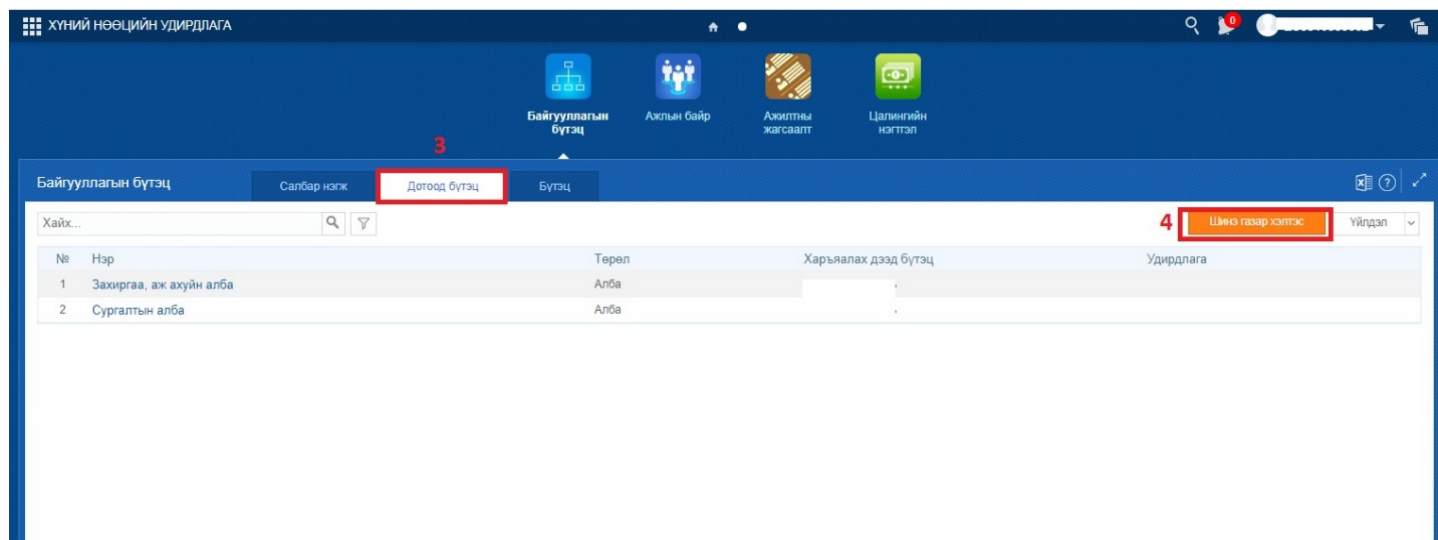 ХҮНИЙ НӨӨЦИЙН УДИРДЛАГА
0
Байгууллагын бүтэц
Ажлын байр
Ажилтны жагсаалт
Цалингийн нэгтгэл
3
Байгууллагын бүтэц
Салбар нэгж
Дотоод бүтэц
Бүтэц
Хайх...
4
Шинэ газар хэлтэс
Үйлдэл
№ Нэр Төрөл Харъяалах дээд бүтэц Удирдлага
1 Захиргаа, аж ахуйн алба Алба
2 Сургалтын алба Алба